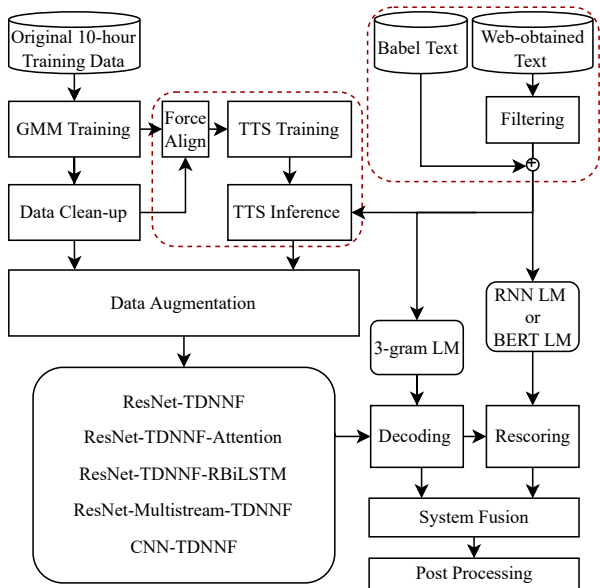 Original 10-hour
Training Data
Babel Text
Web-obtained
Text
GMM Training
Force
Align
TTS Training
Filtering
+
Data Clean-up
TTS Inference
Data Augmentation
RNN LM
or
BERT LM
3-gram LM
ResNet-TDNNF
ResNet-TDNNF-Attention
ResNet-TDNNF-RBiLSTM
ResNet-Multistream-TDNNF
CNN-TDNNF
Decoding
Rescoring
System Fusion
Post Processing